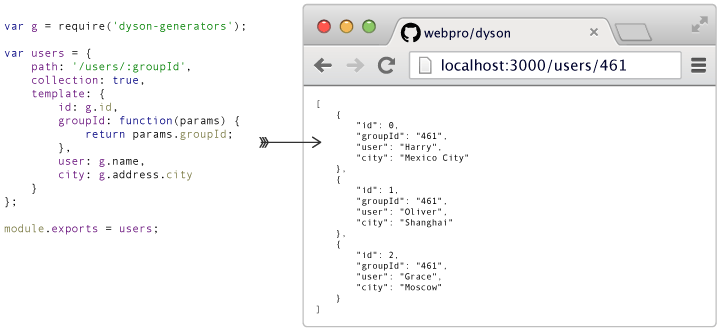 var g = require('dyson-generators');
var users = {
    path: '/users/:groupId',
    collection: true,
    template: {
        id: g.id,
        groupId: function(params) {
            return params.groupId;
        },
        user: g.name,
        city: g.address.city
    }
};
module.exports = users;
webpro/dyson
localhost:3000/users/461
[
    {
        "id": 0,
        "groupId": "461",
        "user": "Harry",
        "city": "Mexico City"
    },
    {
        "id": 1,
        "groupId": "461",
        "user": "Oliver",
        "city": "Shanghai"
    },
    {
        "id": 2,
        "groupId": "461",
        "user": "Grace",
        "city": "Moscow"
    }
]